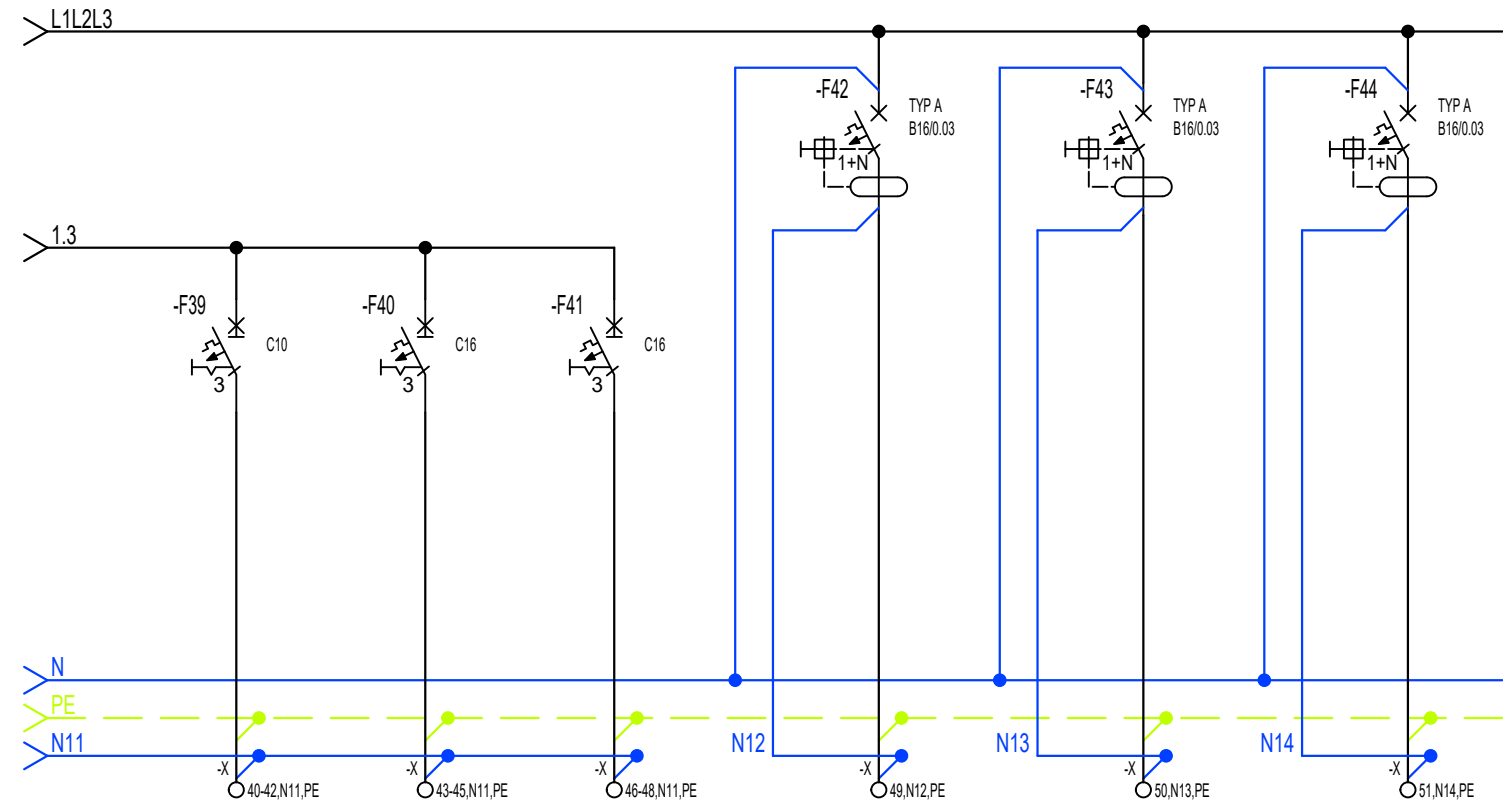 L1L2L3
-F42
TYP A
B16/0.03
1+N
-F43
TYP A
B16/0.03
1+N
-F44
TYP A
B16/0.03
1+N
1.3
-F39
C10
3
-F40
C16
3
-F41
C16
3
N
PE
N11
N12
N13
N14
-X
40-42,N11,PE
-X
43-45,N11,PE
-X
46-48,N11,PE
-X
49,N12,PE
-X
50,N13,PE
-X
51,N14,PE